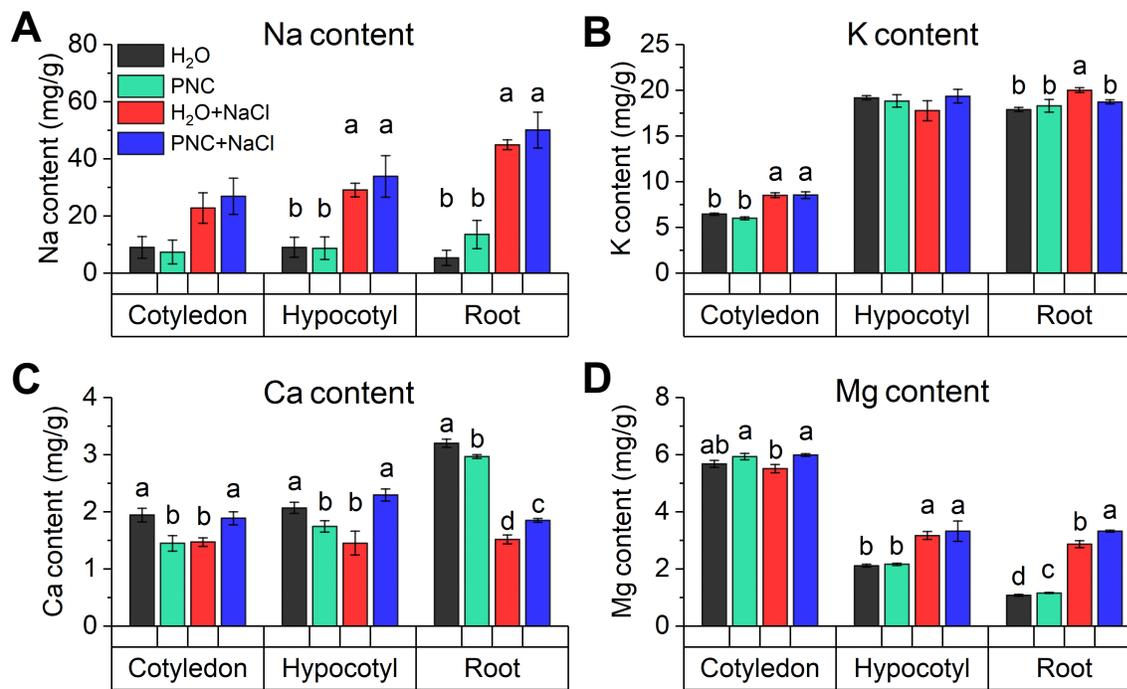 A
Na content
Na content (mg/g)
80
60
40
20
0
H₂O
PNC
H₂O+NaCl
PNC+NaCl
b b a a
b b a a
Cotyledon Hypocotyl Root
B
K content
K content (mg/g)
25
20
15
10
5
0
b b a a
b b a b
Cotyledon Hypocotyl Root
C
Ca content
Ca content (mg/g)
4
3
2
1
0
a b b a
a b b a
a b d c
Cotyledon Hypocotyl Root
D
Mg content
Mg content (mg/g)
8
6
4
2
0
ab a b a
b b a a
d c b a
Cotyledon Hypocotyl Root